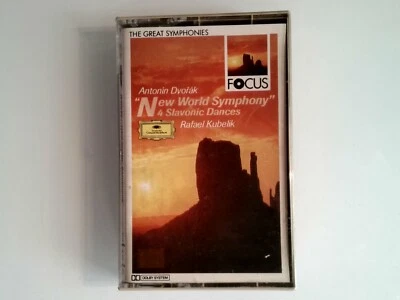 THE GREAT SYMPHONIES
FOCUS
Antonín Dvořák
"New World Symphony"
4 Slavonic Dances
Rafael Kubelik
DOLBY SYSTEM